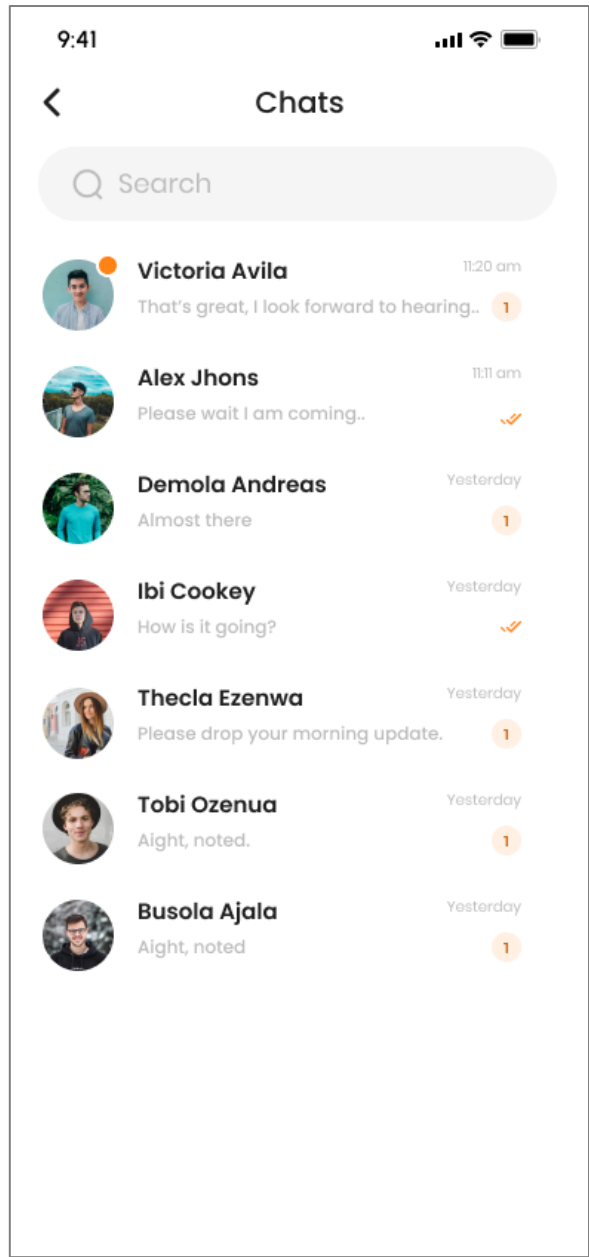 9:41
Chats
Search
Victoria Avila 11:20 am
That's great, I look forward to hearing.. 1
Alex Jhons 11:11 am
Please wait I am coming..
Demola Andreas Yesterday
Almost there 1
Ibi Cookey Yesterday
How is it going?
Thecla Ezenwa Yesterday
Please drop your morning update. 1
Tobi Ozenua Yesterday
Aight, noted. 1
Busola Ajala Yesterday
Aight, noted 1